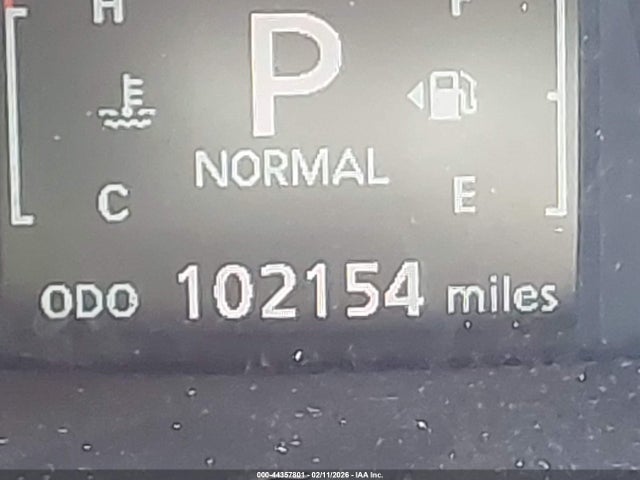 H F
P
NORMAL
C E
ODO 102154 miles
000-44357801 - 02/11/2026 - IAA Inc.